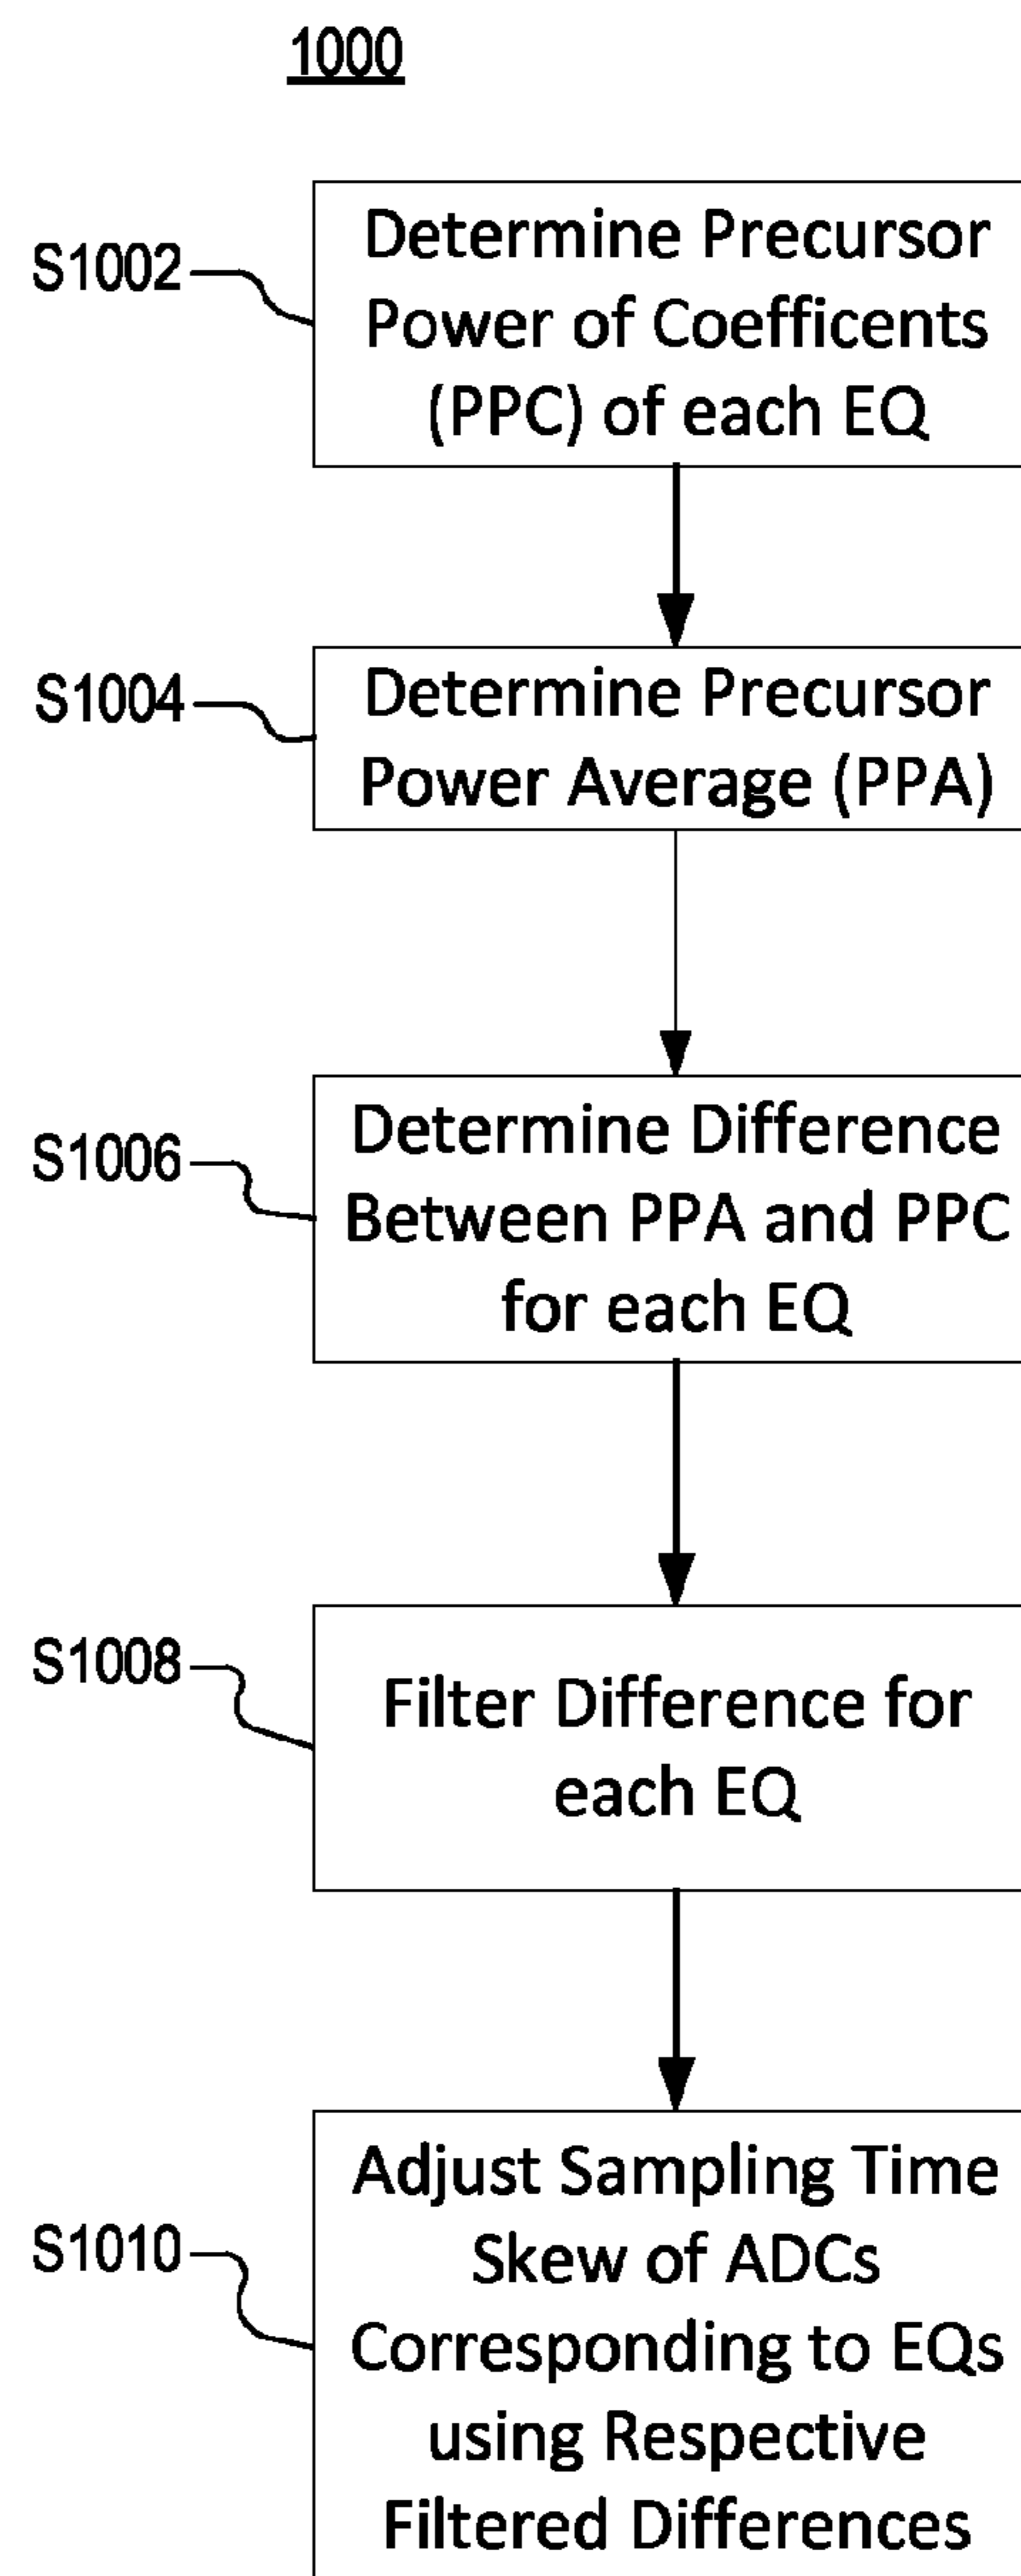 1000
S1002
Determine Precursor
Power of Coefficents
(PPC) of each EQ
S1004
Determine Precursor
Power Average (PPA)
S1006
Determine Difference
Between PPA and PPC
for each EQ
S1008
Filter Difference for
each EQ
S1010
Adjust Sampling Time
Skew of ADCs
Corresponding to EQs
using Respective
Filtered Differences